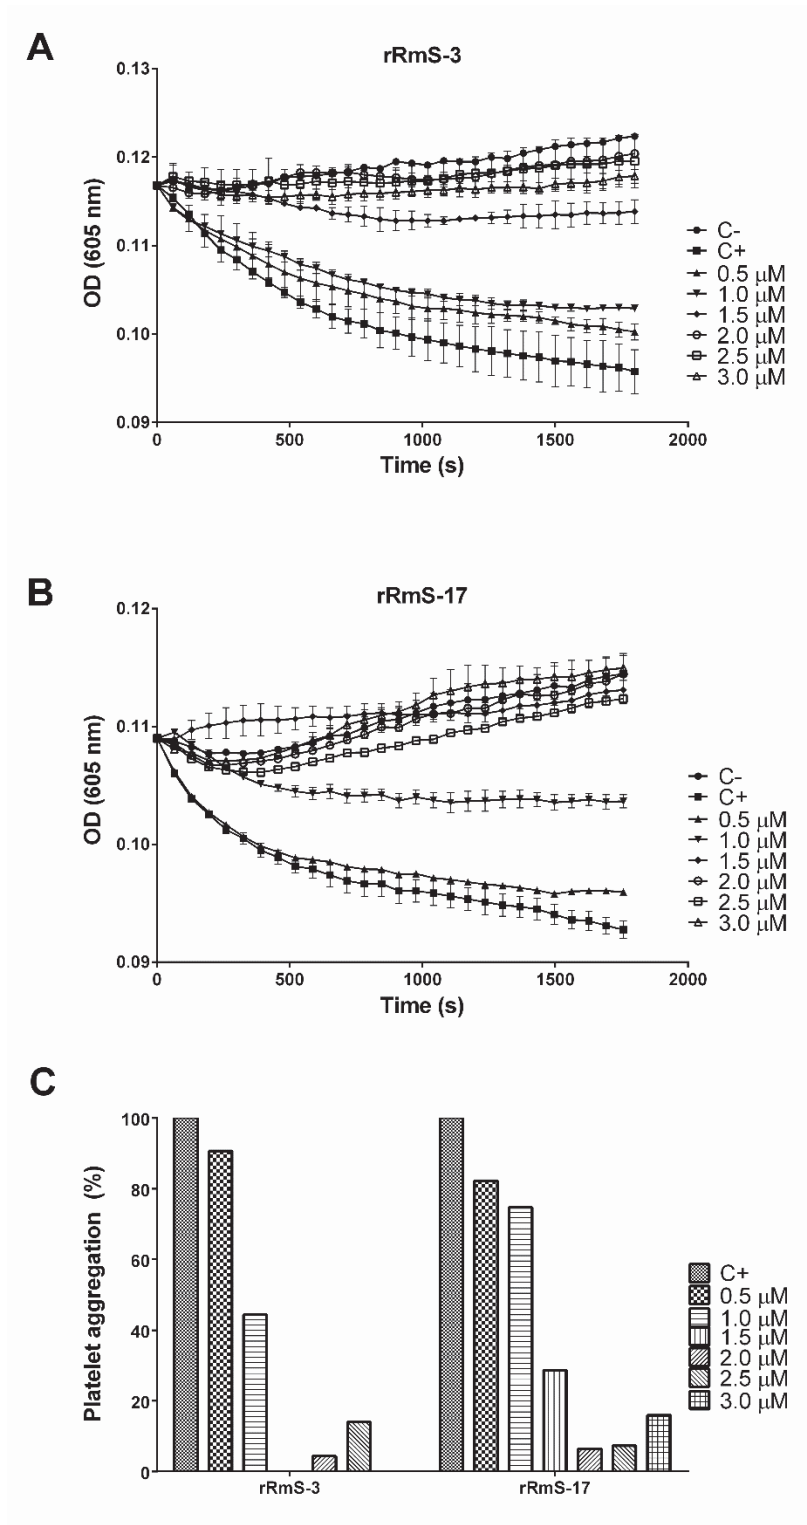 A
rRmS-3
0.13
0.12
0.11
0.10
0.09
OD (605 nm)
0 500 1000 1500 2000
Time (s)
C-
C+
0.5 µM
1.0 µM
1.5 µM
2.0 µM
2.5 µM
3.0 µM
B
rRmS-17
0.12
0.11
0.10
0.09
OD (605 nm)
0 500 1000 1500 2000
Time (s)
C-
C+
0.5 µM
1.0 µM
1.5 µM
2.0 µM
2.5 µM
3.0 µM
C
100
80
60
40
20
0
Platelet aggregation (%)
rRmS-3 rRmS-17
C+
0.5 µM
1.0 µM
1.5 µM
2.0 µM
2.5 µM
3.0 µM